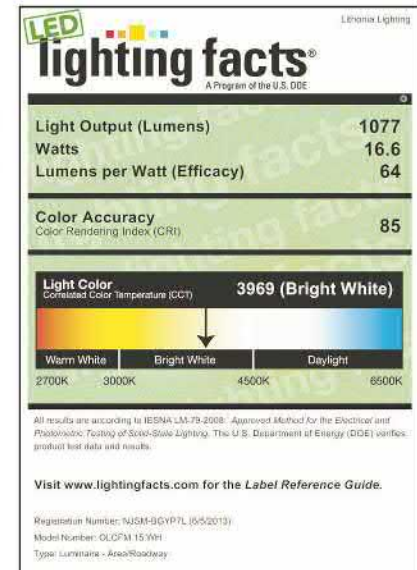 Lithonia Lighting
LED
lighting facts®
A Program of the U.S. DOE
Light Output (Lumens) 1077
Watts 16.6
Lumens per Watt (Efficacy) 64
Color Accuracy 85
Color Rendering Index (CRI)
Light Color 3969 (Bright White)
Correlated Color Temperature (CCT)
Warm White Bright White Daylight
2700K 3000K 4500K 6500K
All results are according to IESNA LM-79-2008: Approved Method for the Electrical and
Photometric Testing of Solid-State Lighting. The U.S. Department of Energy (DOE) verifies
product test data and results.
Visit www.lightingfacts.com for the Label Reference Guide.
Registration Number: NJSM-BGYP7L (6/5/2013)
Model Number: OLCFM 15 WH
Type: Luminaire - Area/Roadway